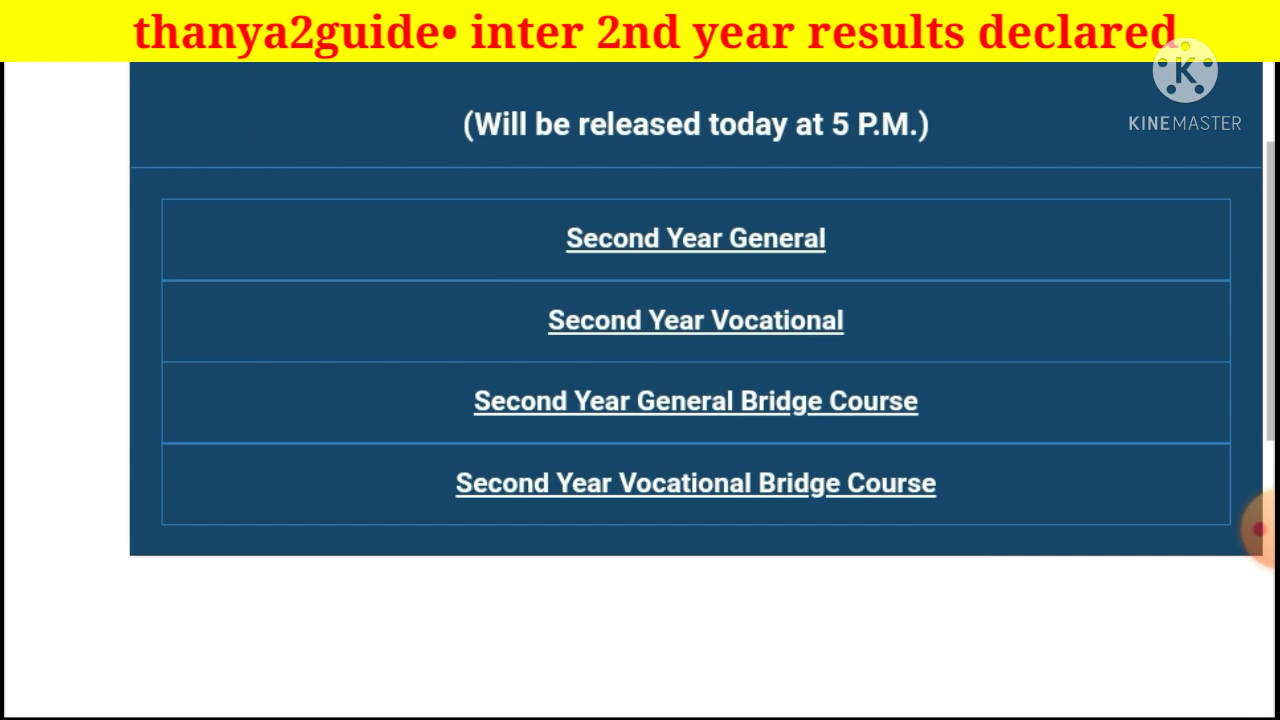 thanya2guide• inter 2nd year results declared
K
KINEMASTER
(Will be released today at 5 P.M.)
Second Year General
Second Year Vocational
Second Year General Bridge Course
Second Year Vocational Bridge Course